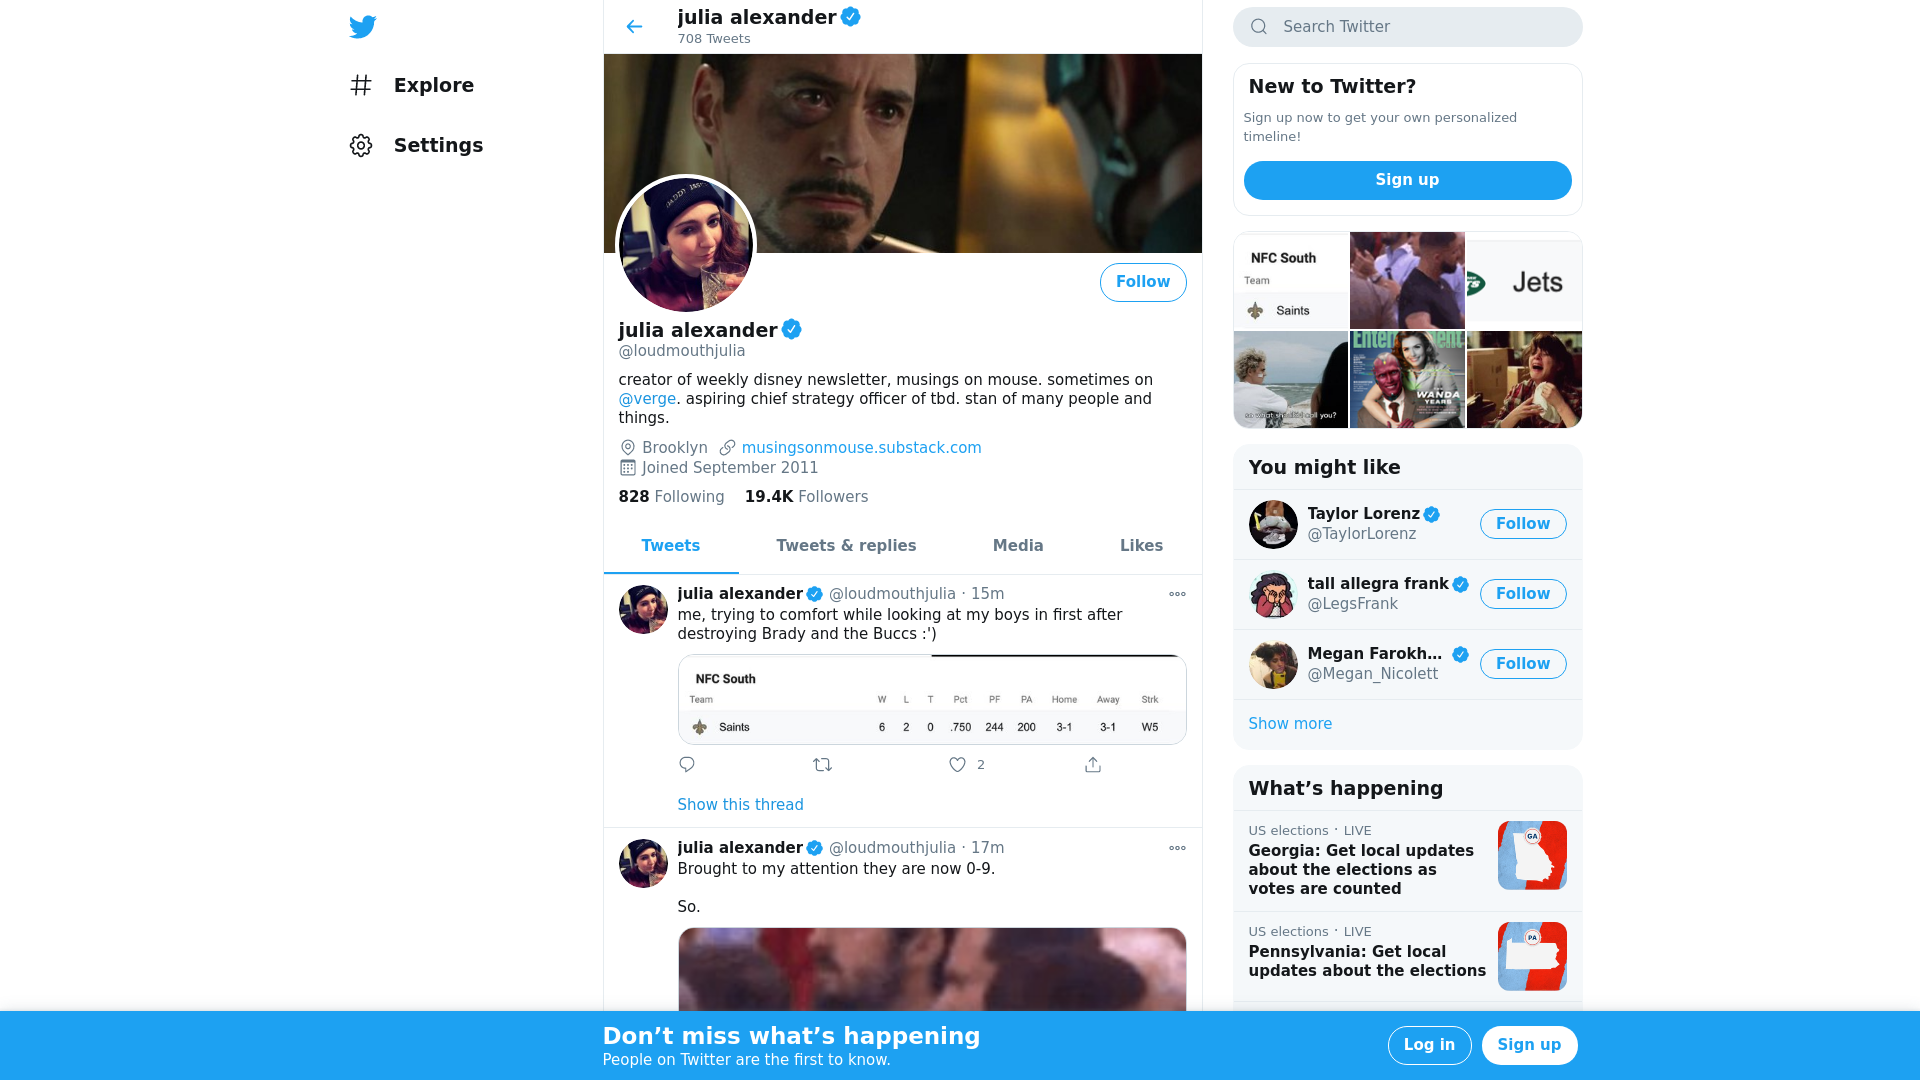 Explore
Settings
julia alexander
708 Tweets
Follow
julia alexander
@loudmouthjulia
creator of weekly disney newsletter, musings on mouse. sometimes on
@verge. aspiring chief strategy officer of tbd. stan of many people and
things.
Brooklyn musingsonmouse.substack.com
Joined September 2011
828 Following 19.4K Followers
Tweets Tweets & replies Media Likes
julia alexander @loudmouthjulia · 15m
me, trying to comfort while looking at my boys in first after
destroying Brady and the Buccs :')
NFC South
Team W L T Pct PF PA Home Away Strk
Saints 6 2 0 .750 244 200 3-1 3-1 W5
2
Show this thread
julia alexander @loudmouthjulia · 17m
Brought to my attention they are now 0-9.
So.
Search Twitter
New to Twitter?
Sign up now to get your own personalized
timeline!
Sign up
NFC South
Team
Saints
Jets
so what should I call you?
WANDA
YEARS
You might like
Taylor Lorenz
@TaylorLorenz
Follow
tall allegra frank
@LegsFrank
Follow
Megan Farokh...
@Megan_Nicolett
Follow
Show more
What's happening
US elections · LIVE
Georgia: Get local updates
about the elections as
votes are counted
GA
US elections · LIVE
Pennsylvania: Get local
updates about the elections
PA
Don't miss what's happening
People on Twitter are the first to know.
Log in Sign up